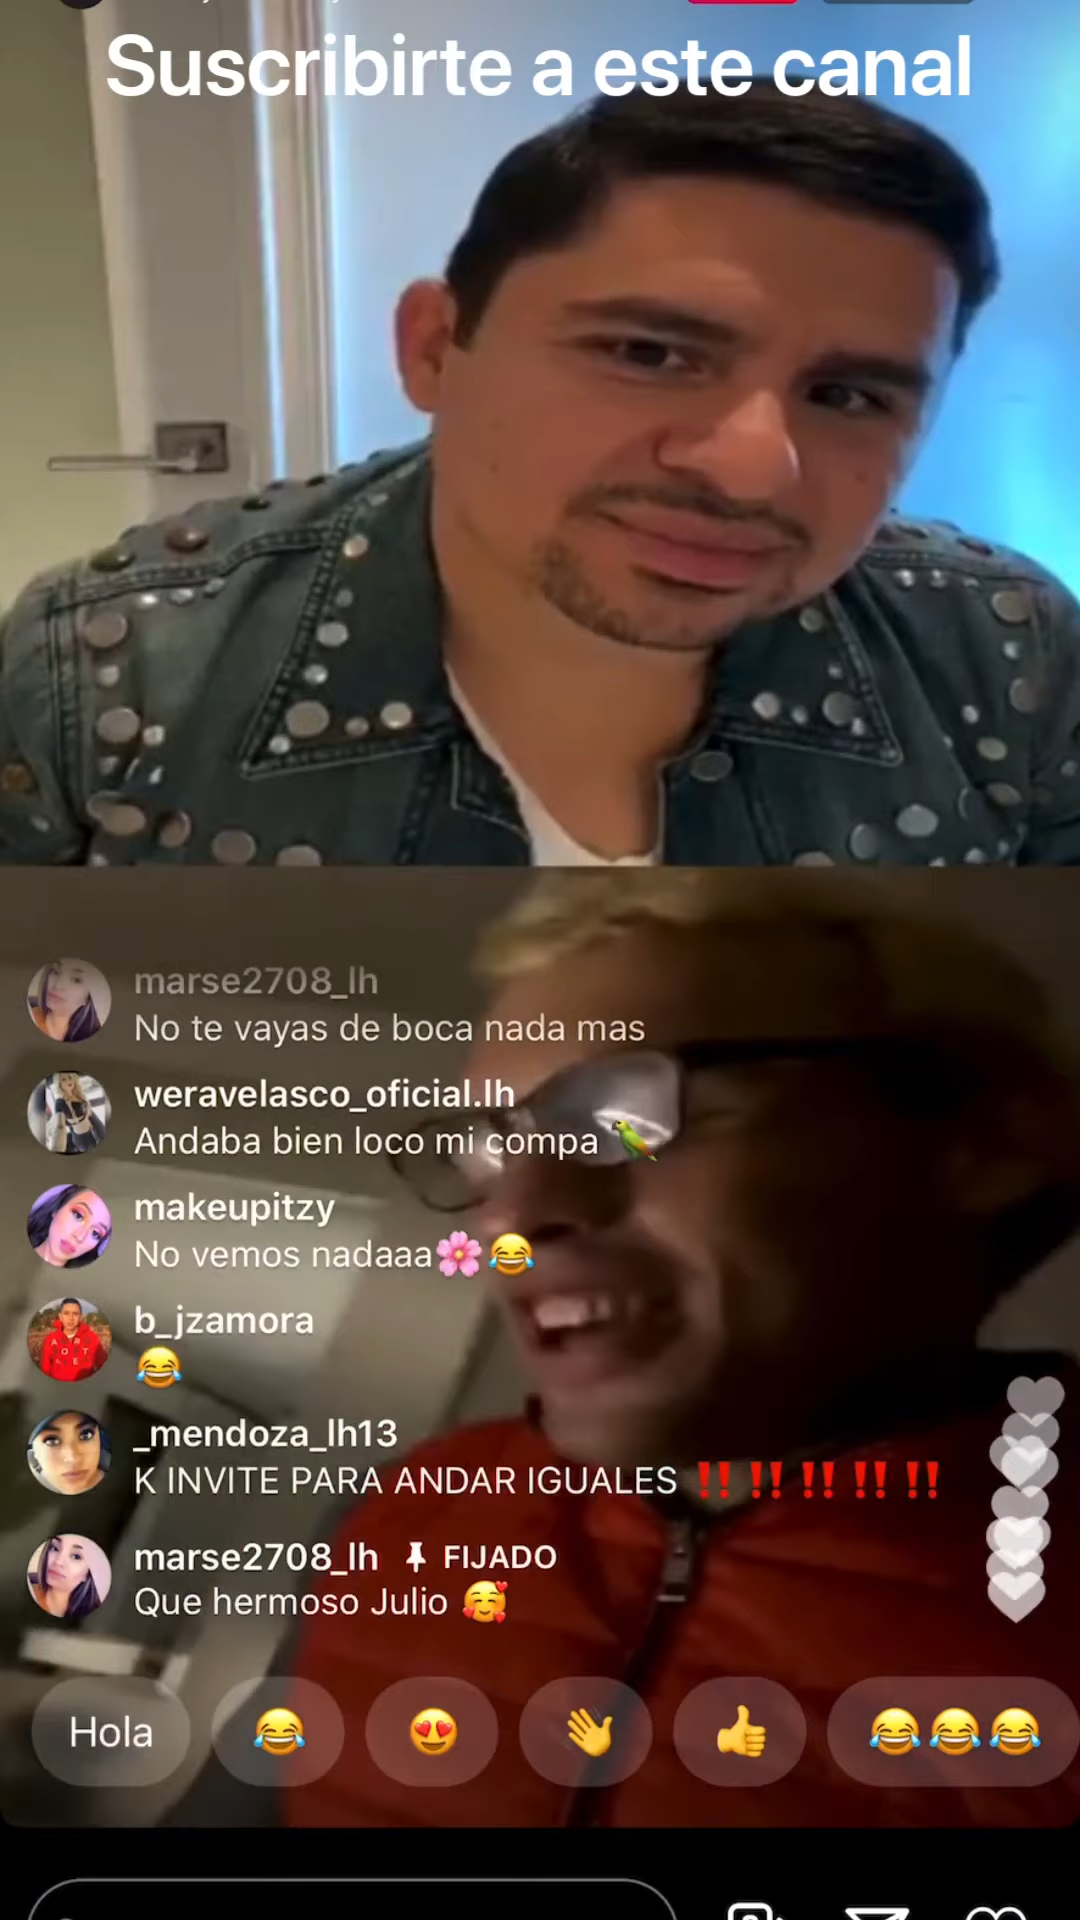 Suscribirte a este canal
marse2708_lh
No te vayas de boca nada mas
weravelasco_oficial.lh
Andaba bien loco mi compa 🦜
makeupitzy
No vemos nadaaa🌸😂
b_jzamora
😂
_mendoza_lh13
K INVITE PARA ANDAR IGUALES ‼️ ‼️ ‼️ ‼️ ‼️
marse2708_lh FIJADO
Que hermoso Julio 🥰
Hola 😂 😍 👋 👍 😂😂😂